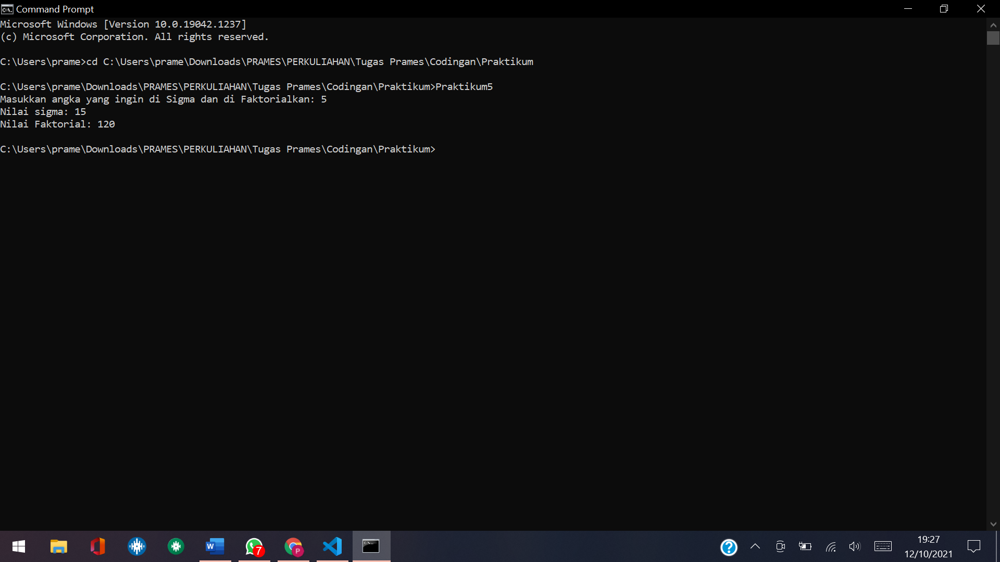 Command Prompt
Microsoft Windows [Version 10.0.19042.1237]
(c) Microsoft Corporation. All rights reserved.
C:\Users\prame>cd C:\Users\prame\Downloads\PRAMES\PERKULIAHAN\Tugas Prames\Codingan\Praktikum
C:\Users\prame\Downloads\PRAMES\PERKULIAHAN\Tugas Prames\Codingan\Praktikum>Praktikum5
Masukkan angka yang ingin di Sigma dan di Faktorialkan: 5
Nilai sigma: 15
Nilai Faktorial: 120
C:\Users\prame\Downloads\PRAMES\PERKULIAHAN\Tugas Prames\Codingan\Praktikum>
W
7
P
?
19:27
12/10/2021